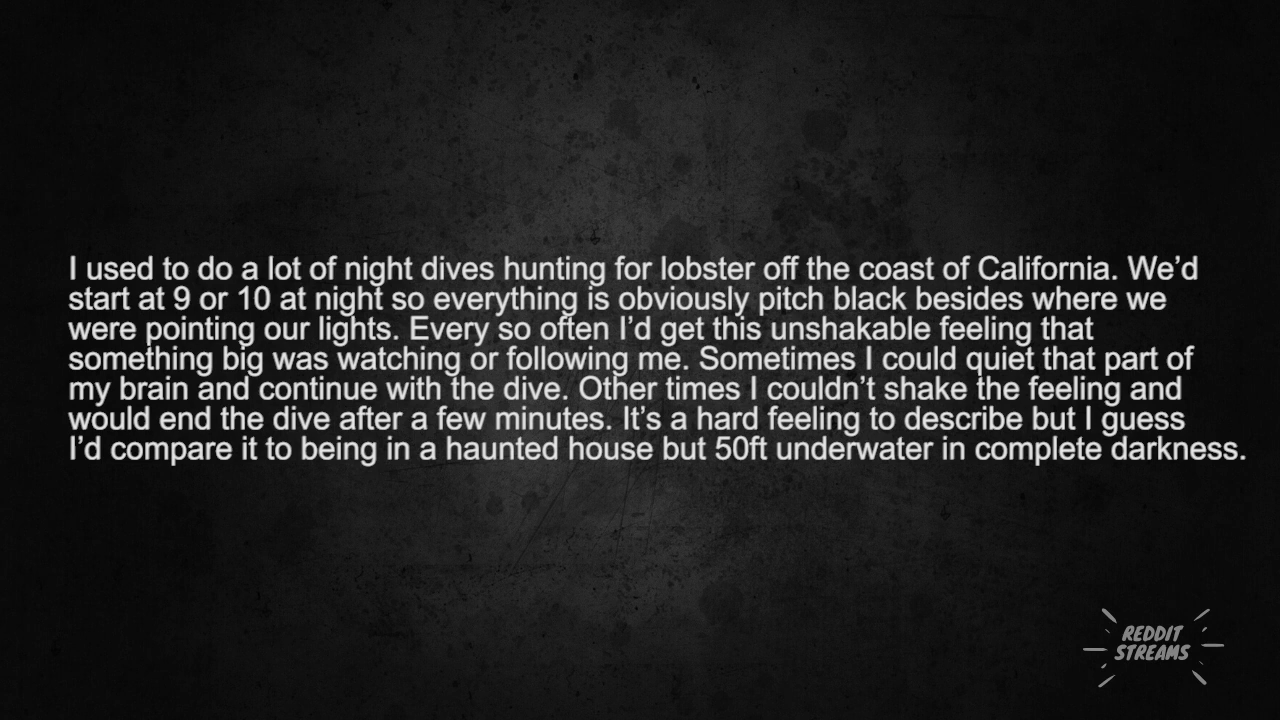 I used to do a lot of night dives hunting for lobster off the coast of California. We’d
start at 9 or 10 at night so everything is obviously pitch black besides where we
were pointing our lights. Every so often I’d get this unshakable feeling that
something big was watching or following me. Sometimes I could quiet that part of
my brain and continue with the dive. Other times I couldn’t shake the feeling and
would end the dive after a few minutes. It’s a hard feeling to describe but I guess
I’d compare it to being in a haunted house but 50ft underwater in complete darkness.
REDDIT
STREAMS